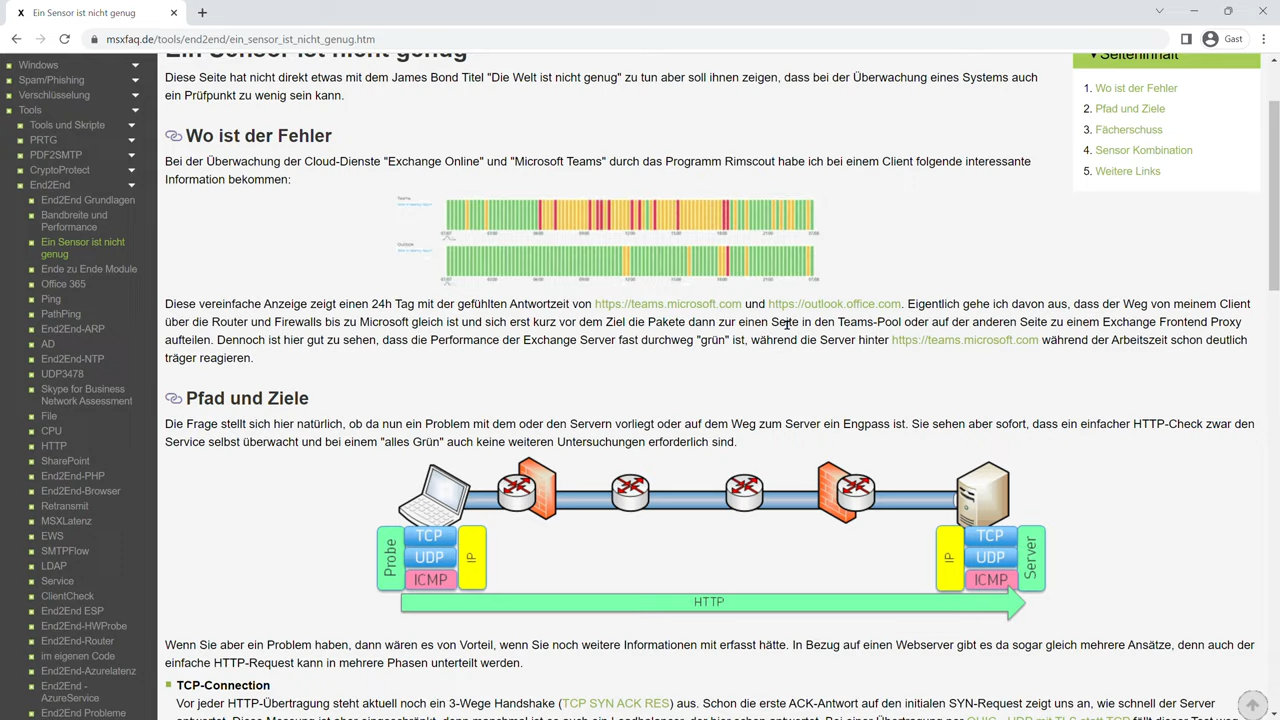 X Ein Sensor ist nicht genug
msxfaq.de/tools/end2end/ein_sensor_ist_nicht_genug.htm
Gast
Windows
Spam/Phishing
Verschlüsselung
Tools
Tools und Skripte
PRTG
PDF2SMTP
CryptoProtect
End2End
End2End Grundlagen
Bandbreite und
Performance
Ein Sensor ist nicht
genug
Ende zu Ende Module
Office 365
Ping
PathPing
End2End-ARP
AD
End2End-NTP
UDP3478
Skype for Business
Network Assessment
File
CPU
HTTP
SharePoint
End2End-PHP
End2End-Browser
Retransmit
MSXLatenz
EWS
SMTPFlow
LDAP
Service
ClientCheck
End2End ESP
End2End-HWProbe
End2End-Router
im eigenen Code
End2End-Azurelatenz
End2End -
AzureService
End2End Probleme
Ein Sensor ist nicht genug
Diese Seite hat nicht direkt etwas mit dem James Bond Titel "Die Welt ist nicht genug" zu tun aber soll ihnen zeigen, dass bei der Überwachung eines Systems auch
ein Prüfpunkt zu wenig sein kann.
Wo ist der Fehler
Bei der Überwachung der Cloud-Dienste "Exchange Online" und "Microsoft Teams" durch das Programm Rimscout habe ich bei einem Client folgende interessante
Information bekommen:
Teams
Outlook
Diese vereinfache Anzeige zeigt einen 24h Tag mit der gefühlten Antwortzeit von https://teams.microsoft.com und https://outlook.office.com. Eigentlich gehe ich davon aus, dass der Weg von meinem Client
über die Router und Firewalls bis zu Microsoft gleich ist und sich erst kurz vor dem Ziel die Pakete dann zur einen Seite in den Teams-Pool oder auf der anderen Seite zu einem Exchange Frontend Proxy
aufteilen. Dennoch ist hier gut zu sehen, dass die Performance der Exchange Server fast durchweg "grün" ist, während die Server hinter https://teams.microsoft.com während der Arbeitszeit schon deutlich
träger reagieren.
Pfad und Ziele
Die Frage stellt sich hier natürlich, ob da nun ein Problem mit dem oder den Servern vorliegt oder auf dem Weg zum Server ein Engpass ist. Sie sehen aber sofort, dass ein einfacher HTTP-Check zwar den
Service selbst überwacht und bei einem "alles Grün" auch keine weiteren Untersuchungen erforderlich sind.
Probe
TCP
UDP
ICMP
IP
IP
TCP
UDP
ICMP
Server
HTTP
Wenn Sie aber ein Problem haben, dann wären es von Vorteil, wenn Sie noch weitere Informationen mit erfasst hätte. In Bezug auf einen Webserver gibt es da sogar gleich mehrere Ansätze, denn auch der
einfache HTTP-Request kann in mehrere Phasen unterteilt werden.
TCP-Connection
Vor jeder HTTP-Übertragung steht aktuell noch ein 3-Wege Handshake (TCP SYN ACK RES) aus. Schon die erste Antwort auf den initialen SYN-Request zeigt uns an, wie schnell der Server
Seiteninhalt
1. Wo ist der Fehler
2. Pfad und Ziele
3. Fächerschuss
4. Sensor Kombination
5. Weitere Links